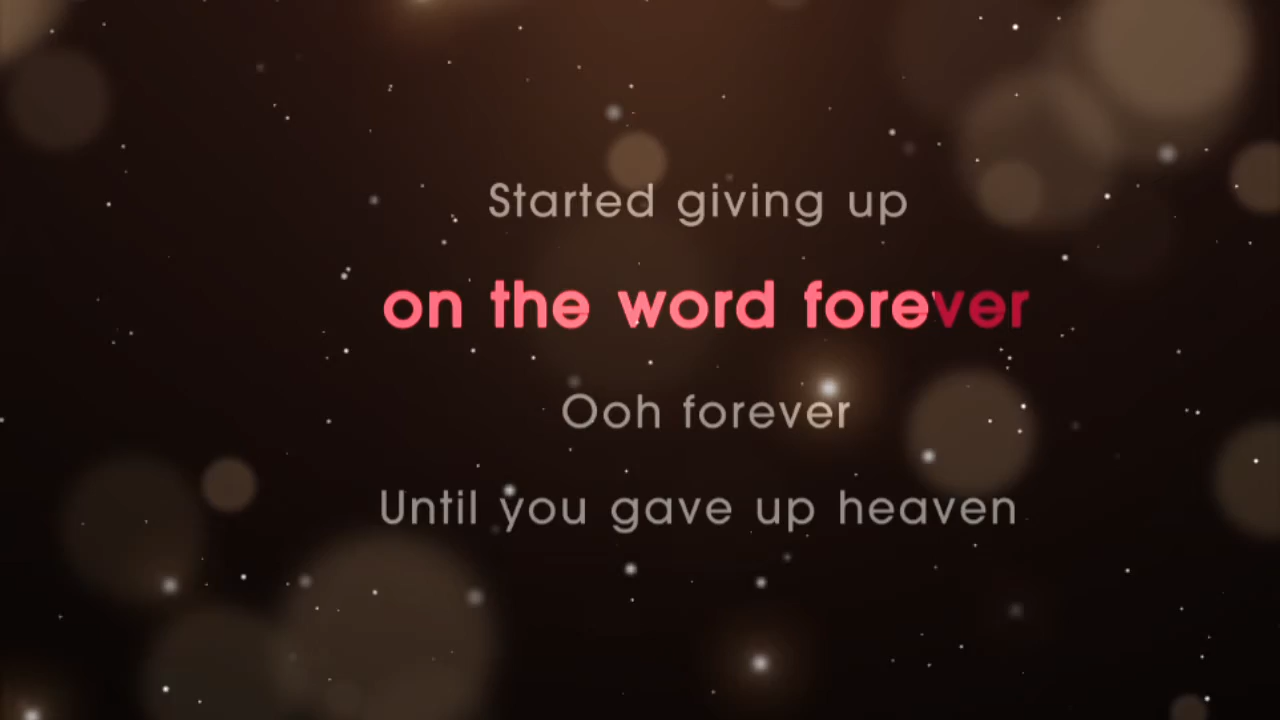 Started giving up
on the word forever
Ooh forever
Until you gave up heaven